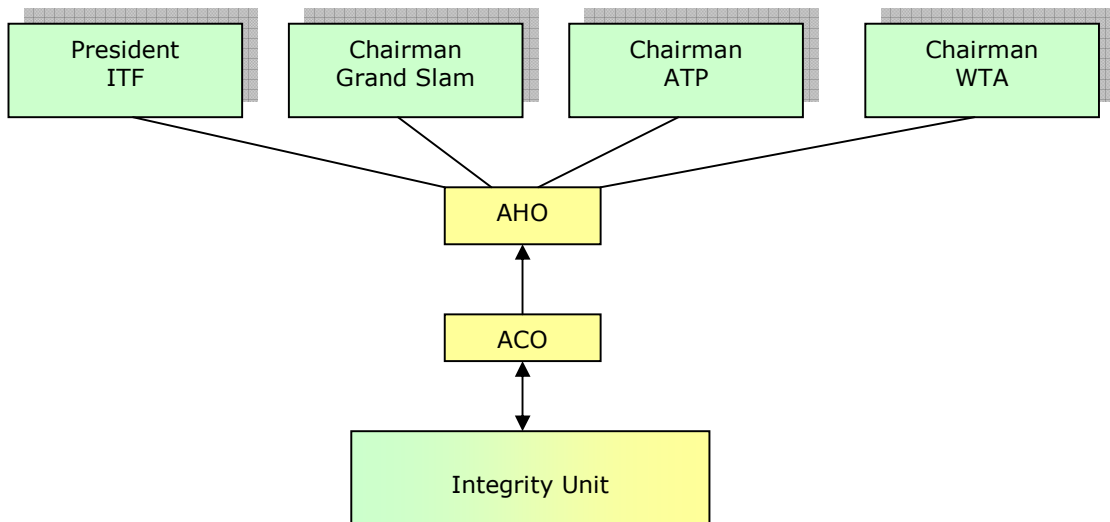 President
ITF
Chairman
Grand Slam
Chairman
ATP
Chairman
WTA
AHO
ACO
Integrity Unit